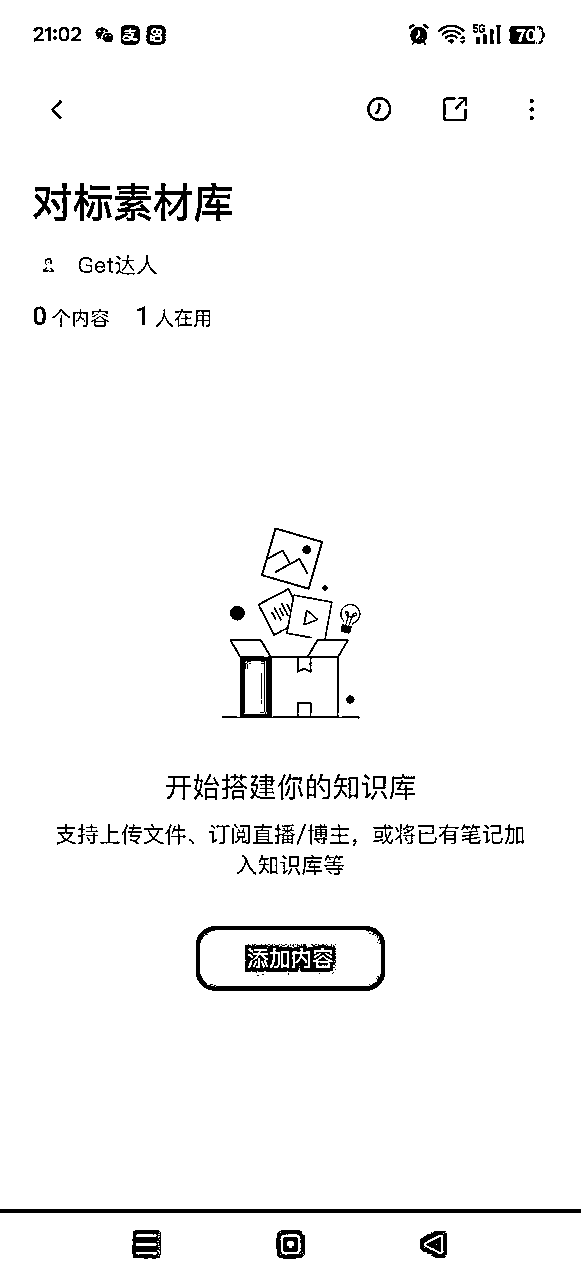 21:02 支 5G 70
对标素材库
Get达人
0个内容 1人在用
开始搭建你的知识库
支持上传文件、订阅直播/博主，或将已有笔记加
入知识库等
添加内容